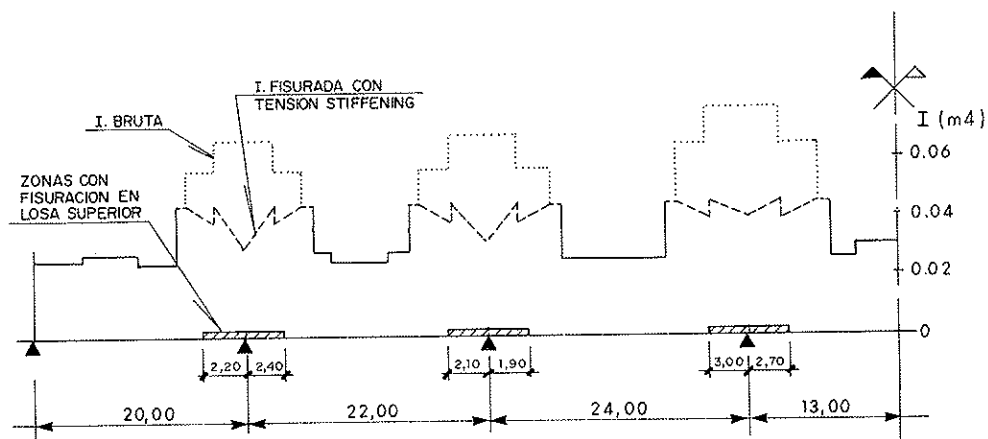 I. FISURADA CON
TENSION STIFFENING
I. BRUTA
ZONAS CON
FISURACION EN
LOSA SUPERIOR
I (m4)
0.06
0.04
0.02
0
2,20
2,40
2,10
1,90
3,00
2,70
20,00
22,00
24,00
13,00